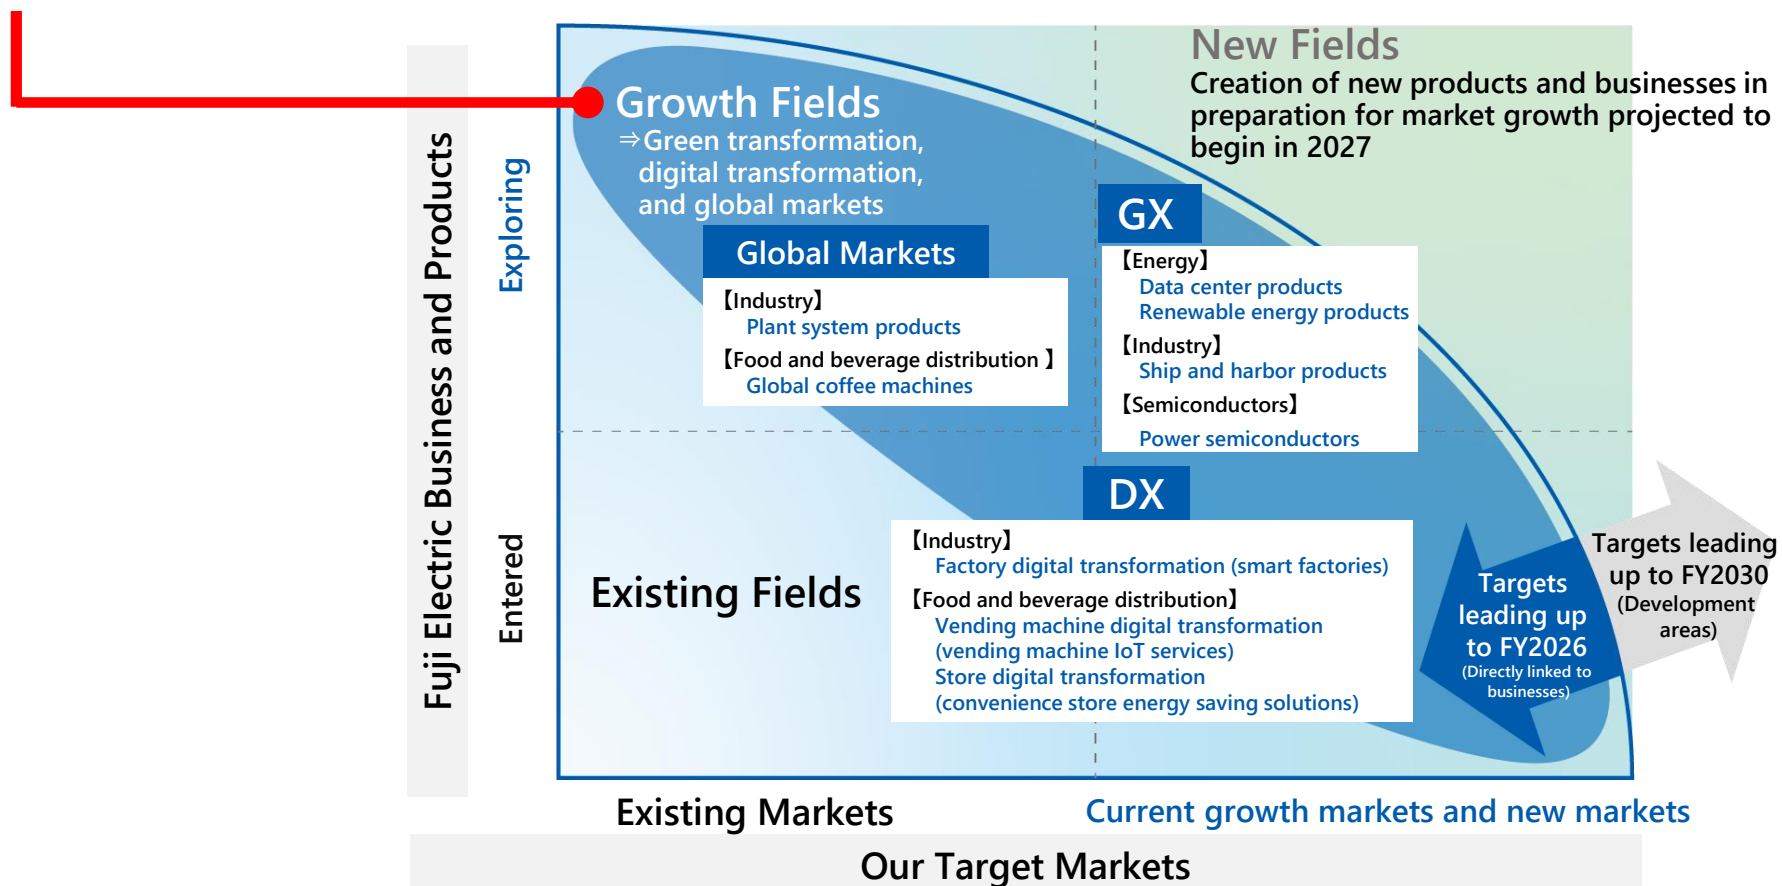 New Fields
Creation of new products and businesses in
preparation for market growth projected to
begin in 2027
Growth Fields
⇒Green transformation,
digital transformation,
and global markets
Global Markets
【Industry】
Plant system products
【Food and beverage distribution 】
Global coffee machines
GX
【Energy】
Data center products
Renewable energy products
【Industry】
Ship and harbor products
【Semiconductors】
Power semiconductors
DX
【Industry】
Factory digital transformation (smart factories)
【Food and beverage distribution】
Vending machine digital transformation
(vending machine IoT services)
Store digital transformation
(convenience store energy saving solutions)
Existing Fields
Targets
leading up
to FY2026
(Directly linked to
businesses)
Targets leading
up to FY2030
(Development
areas)
Fuji Electric Business and Products
Exploring
Entered
Existing Markets
Current growth markets and new markets
Our Target Markets